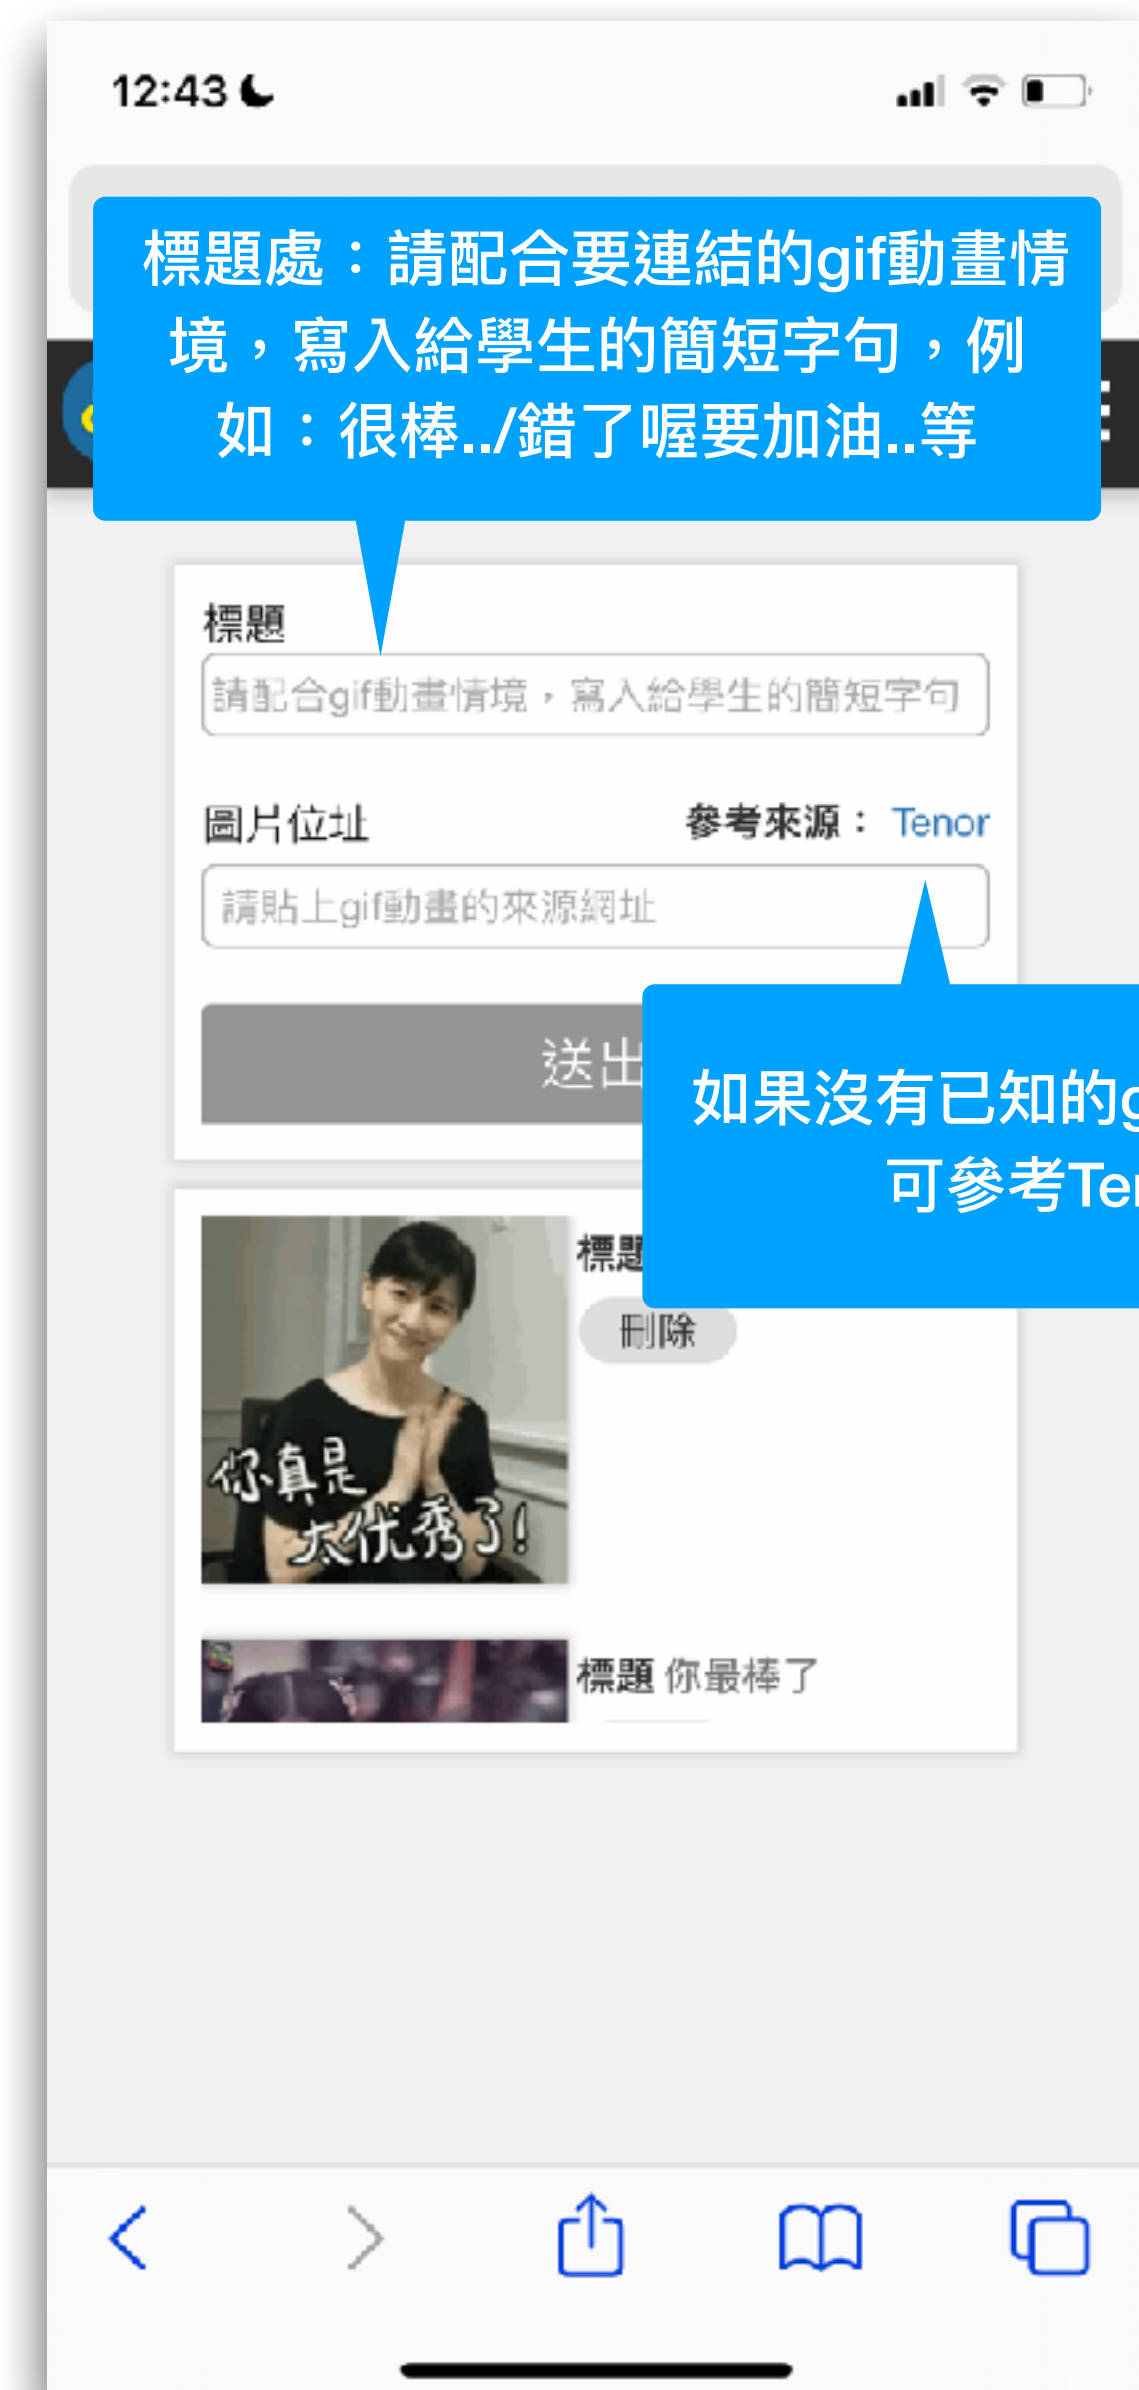 12:43
標題處：請配合要連結的gif動畫情
境，寫入給學生的簡短字句，例
如：很棒../錯了喔要加油..等
標題
請配合gif動畫情境，寫入給學生的簡短字句
圖片位址
參考來源： Tenor
請貼上gif動畫的來源網址
送出
如果沒有已知的g
可參考Ten
標題
刪除
你真是
太优秀了!
標題 你最棒了